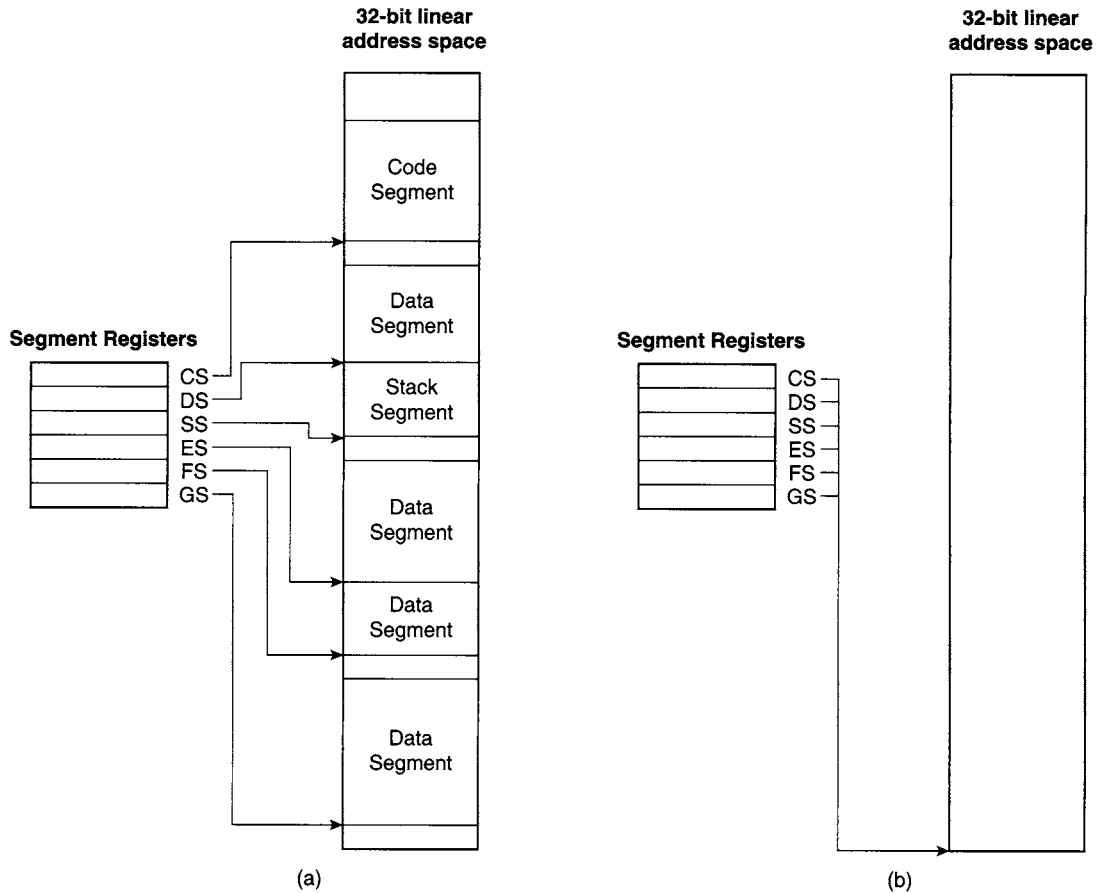 32-bit linear
address space
Code
Segment
Data
Segment
Segment Registers
CS
DS
SS
ES
FS
GS
Stack
Segment
Data
Segment
Data
Segment
Data
Segment
(a)
32-bit linear
address space
Segment Registers
CS
DS
SS
ES
FS
GS
(b)